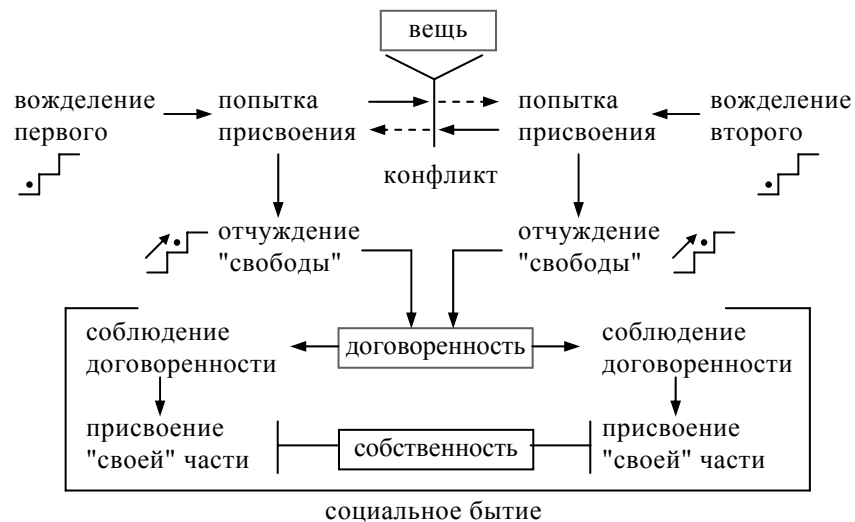 вещь
вожделение
первого
попытка
присвоения
попытка
присвоения
вожделение
второго
конфликт
отчуждение
"свободы"
отчуждение
"свободы"
соблюдение
договоренности
договоренность
соблюдение
договоренности
присвоение
"своей" части
собственность
присвоение
"своей" части
социальное бытие